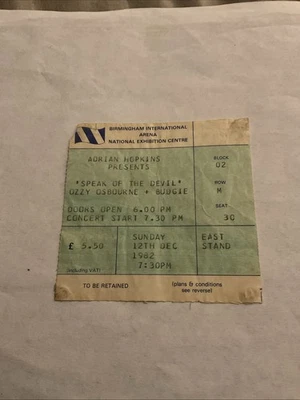 BIRMINGHAM INTERNATIONAL
ARENA
NATIONAL EXHIBITION CENTRE
ADRIAN HOPKINS
PRESENTS
"SPEAK OF THE DEVIL"
OZZY OSBOURNE + BUDGIE
DOORS OPEN 6.00 PM
CONCERT START 7.30 PM
BLOCK
02
ROW
M
SEAT
30
£ 5.50
including VAT
SUNDAY
12TH DEC
1982
7:30PM
EAST
STAND
TO BE RETAINED
(plans & conditions
see reverse)